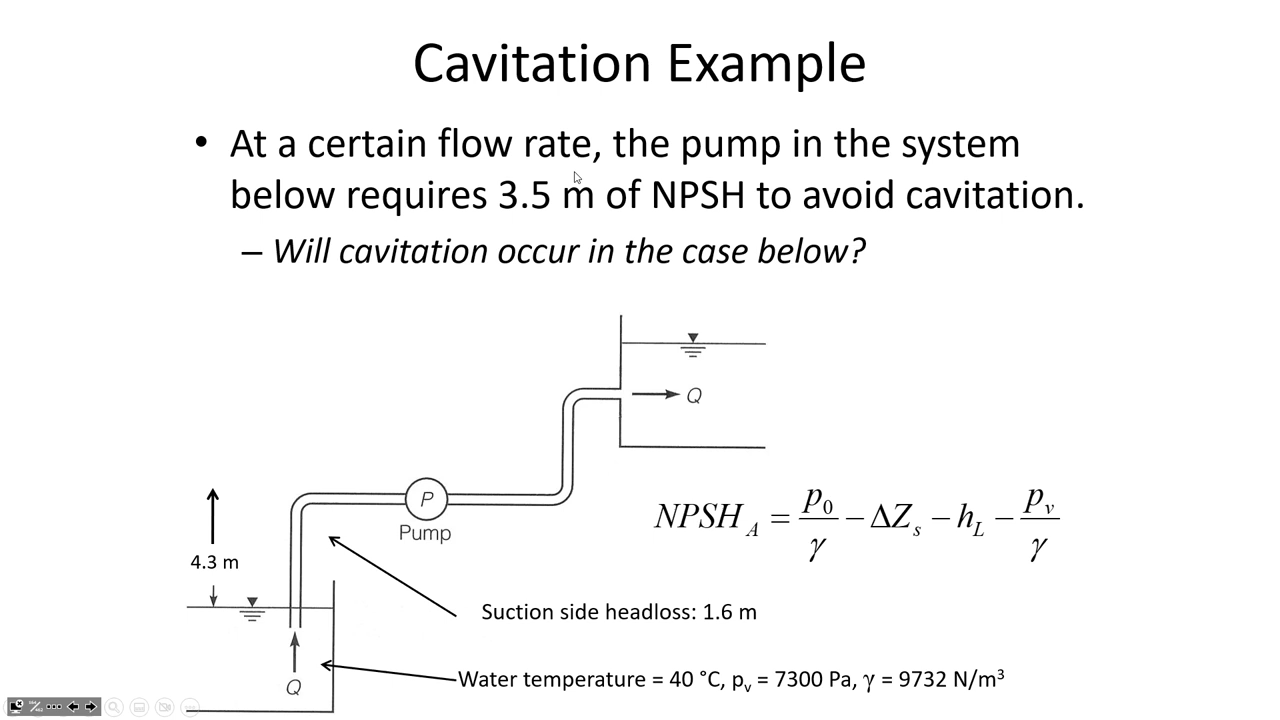 Cavitation Example
• At a certain flow rate, the pump in the system
below requires 3.5 m of NPSH to avoid cavitation.
– Will cavitation occur in the case below?
Q
P
Pump
NPSH_A = p_0/γ − ΔZ_s − h_L − p_v/γ
4.3 m
Suction side headloss: 1.6 m
Water temperature = 40 °C, p_v = 7300 Pa, γ = 9732 N/m³
Q